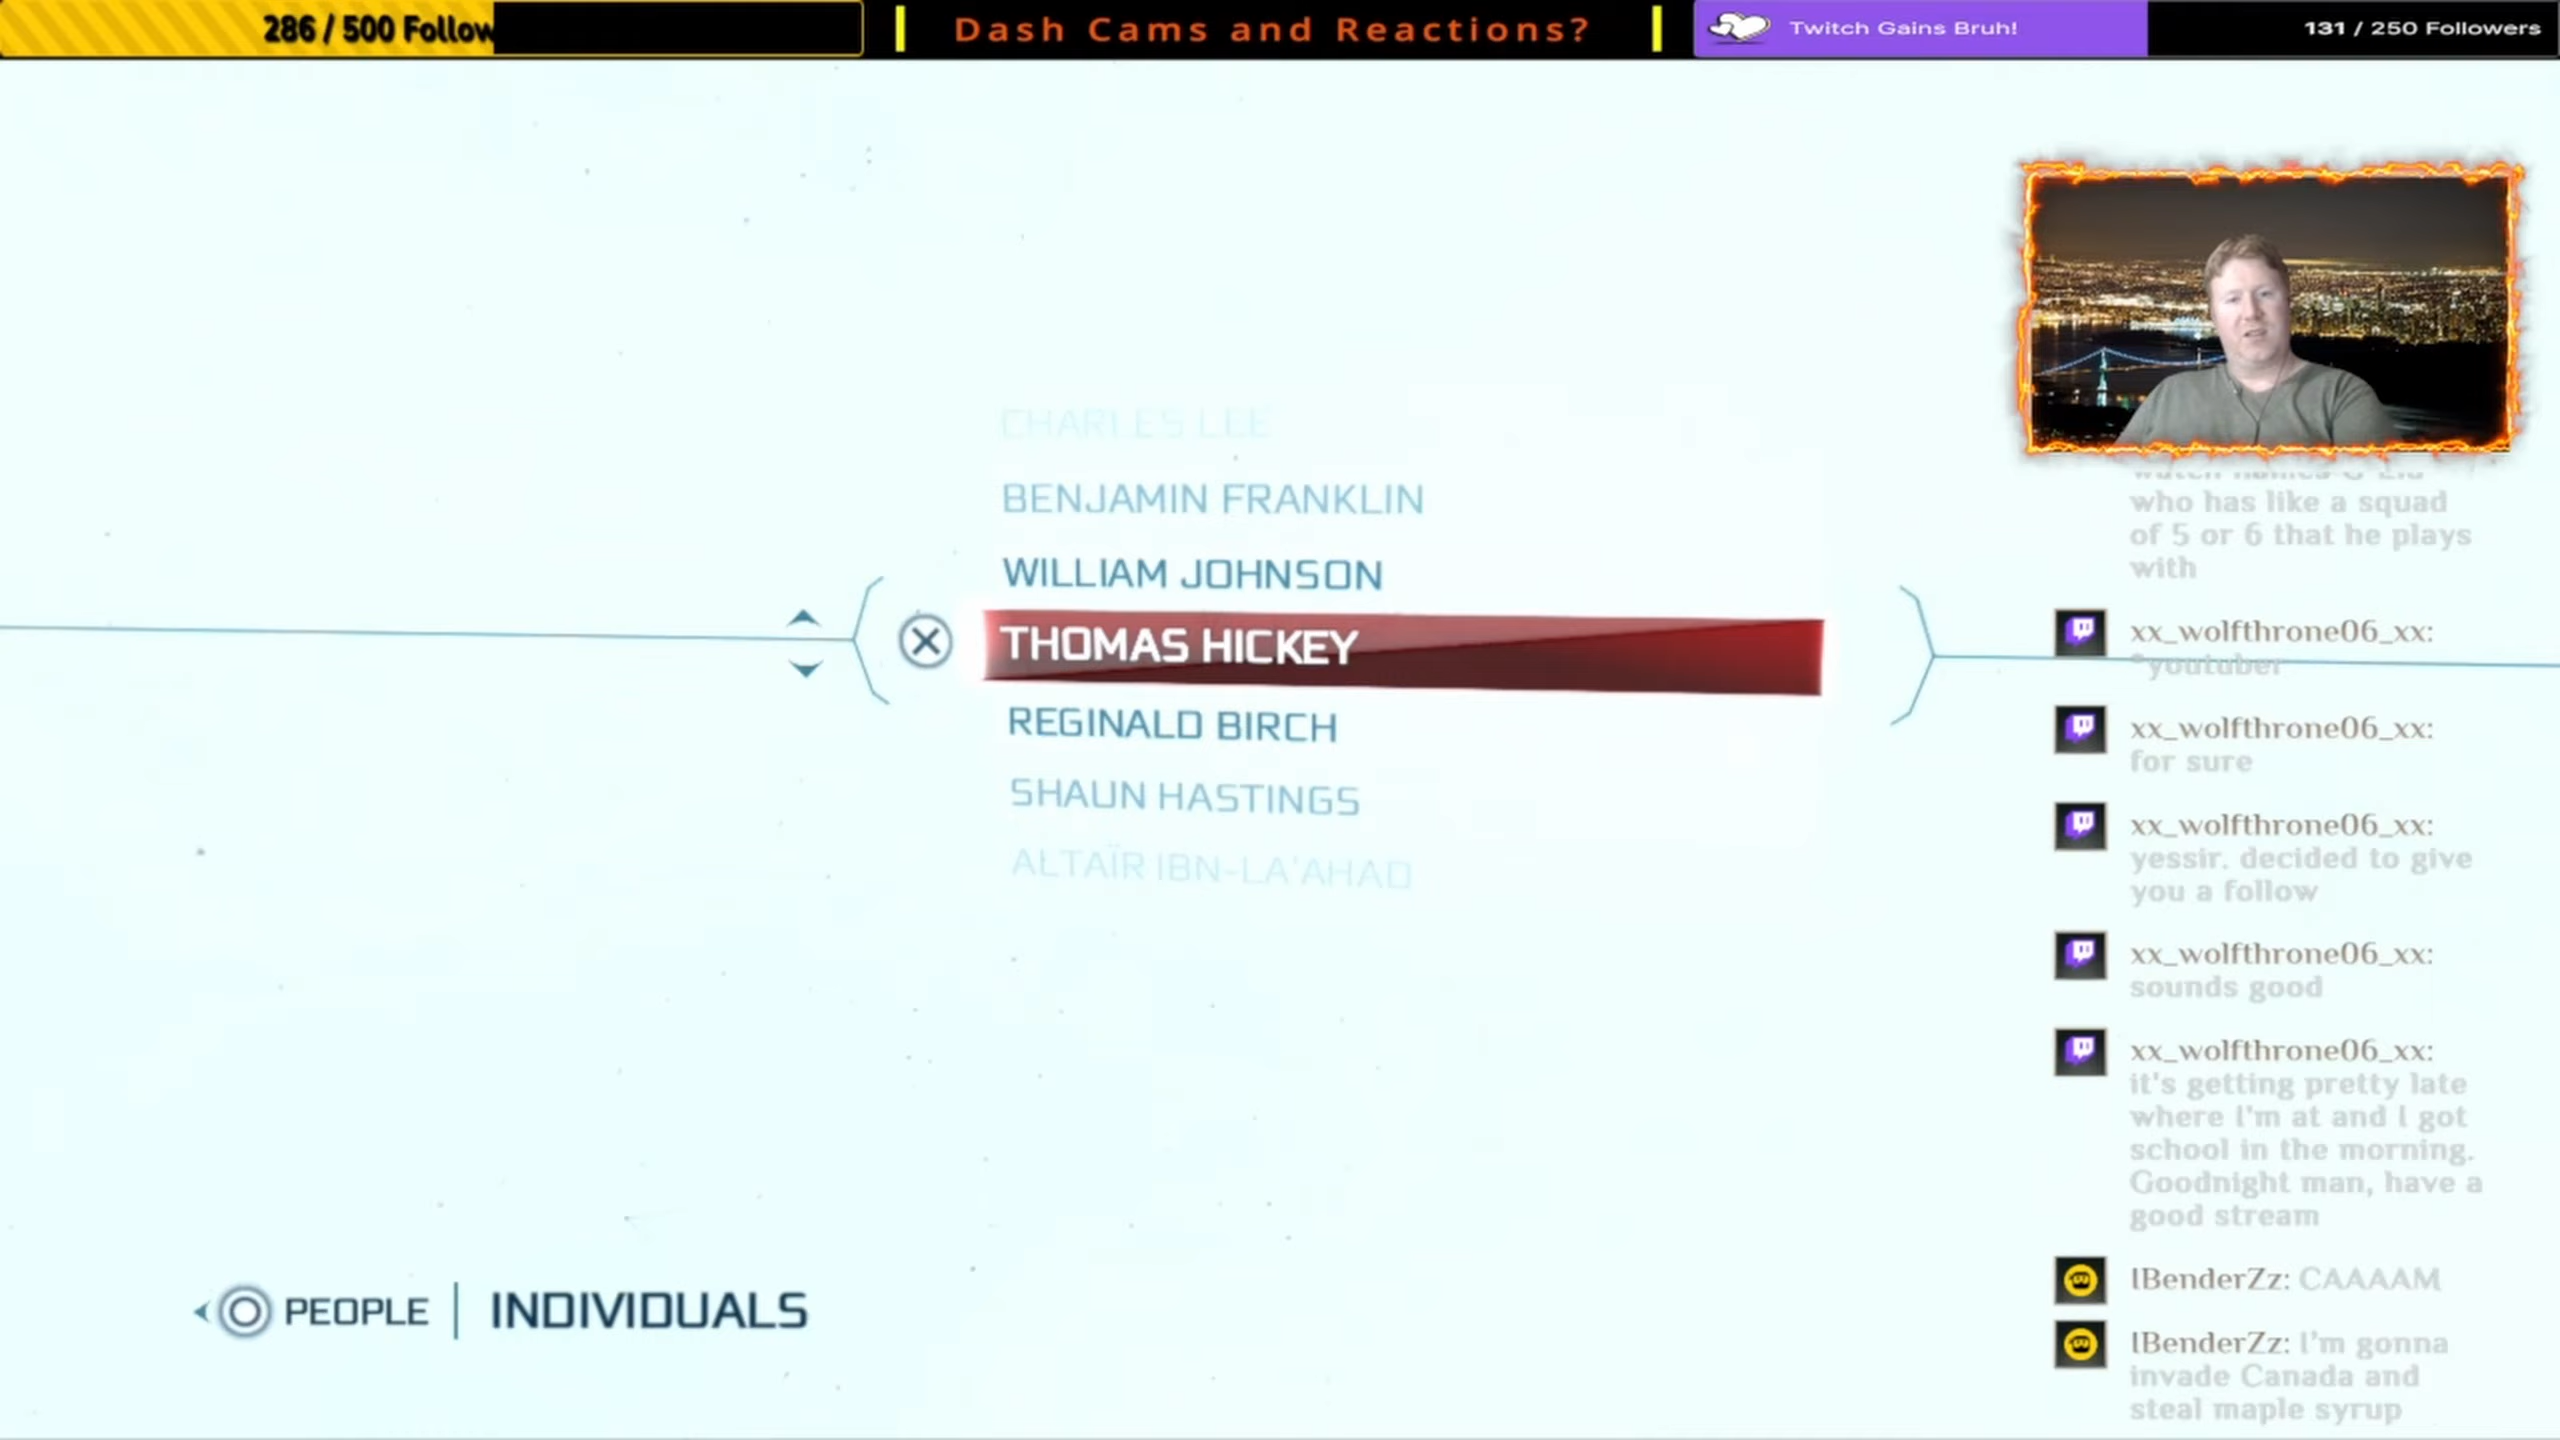 286 / 500 Follow
Dash Cams and Reactions?
Twitch Gains Bruh!
131 / 250 Followers
CHARLES LEE
BENJAMIN FRANKLIN
WILLIAM JOHNSON
THOMAS HICKEY
REGINALD BIRCH
SHAUN HASTINGS
ALTAÏR IBN-LA'AHAD
PEOPLE
INDIVIDUALS
who has like a squad
of 5 or 6 that he plays
with
xx_wolfthrone06_xx:
*youtuber
xx_wolfthrone06_xx:
for sure
xx_wolfthrone06_xx:
yessir. decided to give
you a follow
xx_wolfthrone06_xx:
sounds good
xx_wolfthrone06_xx:
it's getting pretty late
where I'm at and I got
school in the morning.
Goodnight man, have a
good stream
IBenderZz: CAAAAM
IBenderZz: I'm gonna
invade Canada and
steal maple syrup